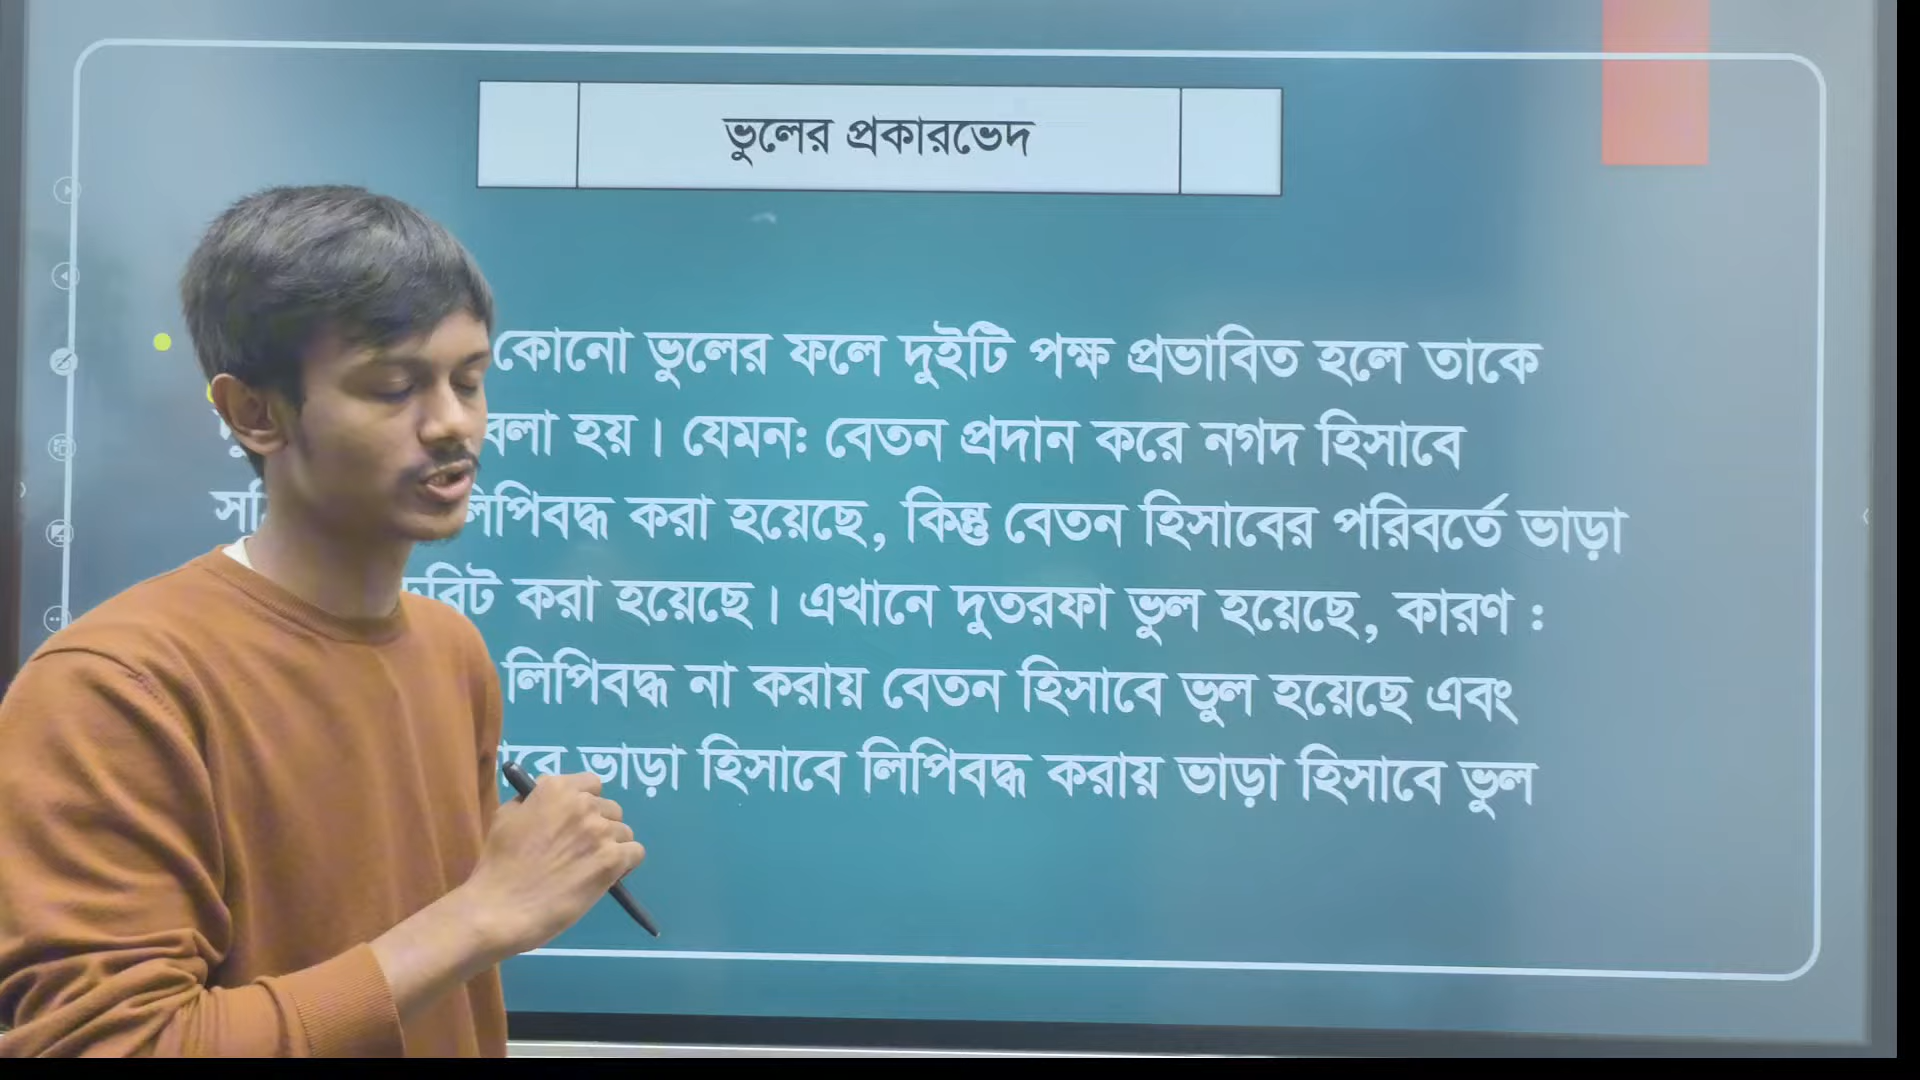 ভুলের প্রকারভেদ
কোনো ভুলের ফলে দুইটি পক্ষ প্রভাবিত হলে তাকে
বলা হয়। যেমনঃ বেতন প্রদান করে নগদ হিসাবে
লিপিবদ্ধ করা হয়েছে, কিন্তু বেতন হিসাবের পরিবর্তে ভাড়া
করা হয়েছে। এখানে দুতরফা ভুল হয়েছে, কারণ :
লিপিবদ্ধ না করায় বেতন হিসাবে ভুল হয়েছে এবং
ভাড়া হিসাবে লিপিবদ্ধ করায় ভাড়া হিসাবে ভুল